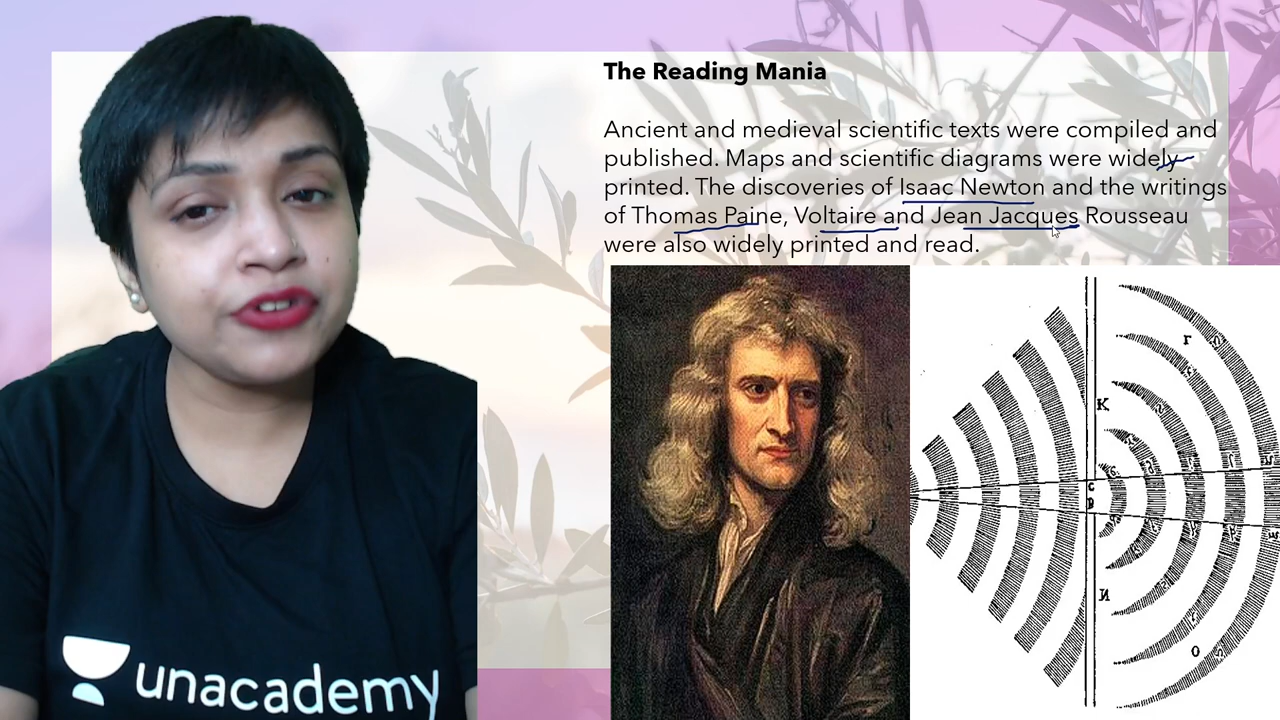 The Reading Mania
Ancient and medieval scientific texts were compiled and
published. Maps and scientific diagrams were widely
printed. The discoveries of Isaac Newton and the writings
of Thomas Paine, Voltaire and Jean Jacques Rousseau
were also widely printed and read.
unacademy